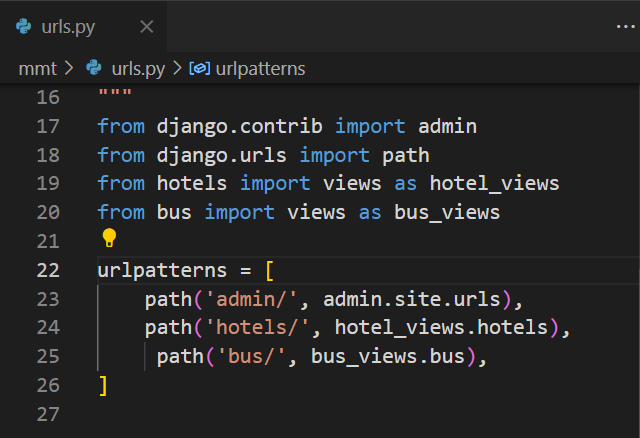 urls.py
mmt > urls.py > urlpatterns
16 """
17 from django.contrib import admin
18 from django.urls import path
19 from hotels import views as hotel_views
20 from bus import views as bus_views
21
22 urlpatterns = [
23     path('admin/', admin.site.urls),
24     path('hotels/', hotel_views.hotels),
25      path('bus/', bus_views.bus),
26 ]
27